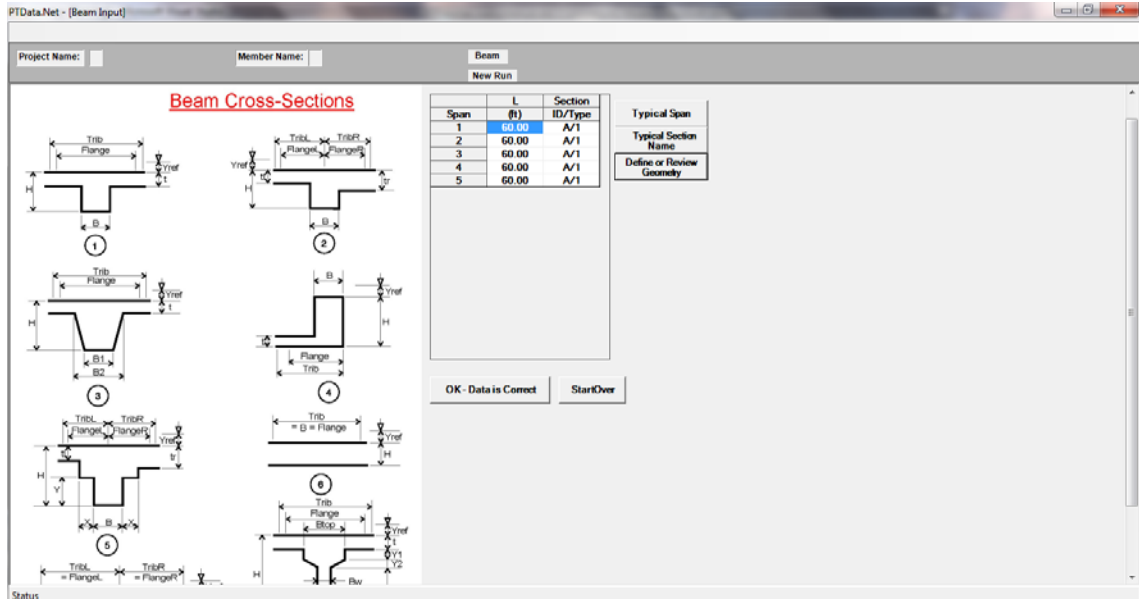 PTData.Net - [Beam Input]
Project Name:
Member Name:
Beam
New Run
Beam Cross-Sections
Trib
Flange
Yref
t
H
B
1
TribL TribR
FlangeL FlangeR
Yref
tl
tr
H
B
2
Trib
Flange
Yref
t
H
B1
B2
3
B
Yref
H
tl
Flange
Trib
4
TribL TribR
FlangeL FlangeR
Yref
tl
tr
H
Y
X B X
5
Trib
= B = Flange
Yref
H
6
TribL TribR
= FlangeL = FlangeR
Trib
Flange
Btop
Yref
t
Y1
Y2
H
Bw
L Section
Span (ft) ID/Type
1 60.00 A/1
2 60.00 A/1
3 60.00 A/1
4 60.00 A/1
5 60.00 A/1
Typical Span
Typical Section
Name
Define or Review
Geometry
OK - Data is Correct
StartOver
Status